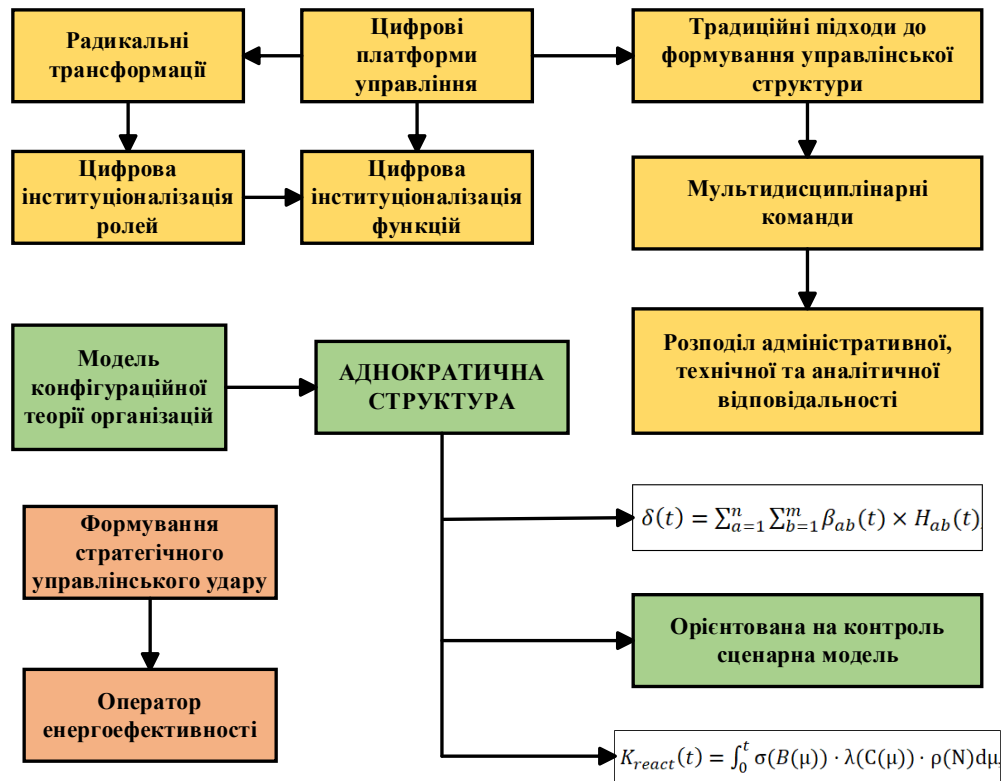 Радикальні
трансформації
Цифрові
платформи
управління
Традиційні підходи до
формування управлінської
структури
Цифрова
інституціоналізація
ролей
Цифрова
інституціоналізація
функцій
Мультидисциплінарні
команди
Розподіл адміністративної,
технічної та аналітичної
відповідальності
Модель
конфігураційної
теорії організацій
АДНОКРАТИЧНА
СТРУКТУРА
δ(t) = ∑ₐ₌₁ⁿ ∑_{b=1}^{m} β_{ab}(t) × H_{ab}(t),
Формування
стратегічного
управлінського удару
Орієнтована на контроль
сценарна модель
Оператор
енергоефективності
K_{react}(t) = ∫₀ᵗ σ(B(μ)) · λ(C(μ)) · ρ(N)dμ,